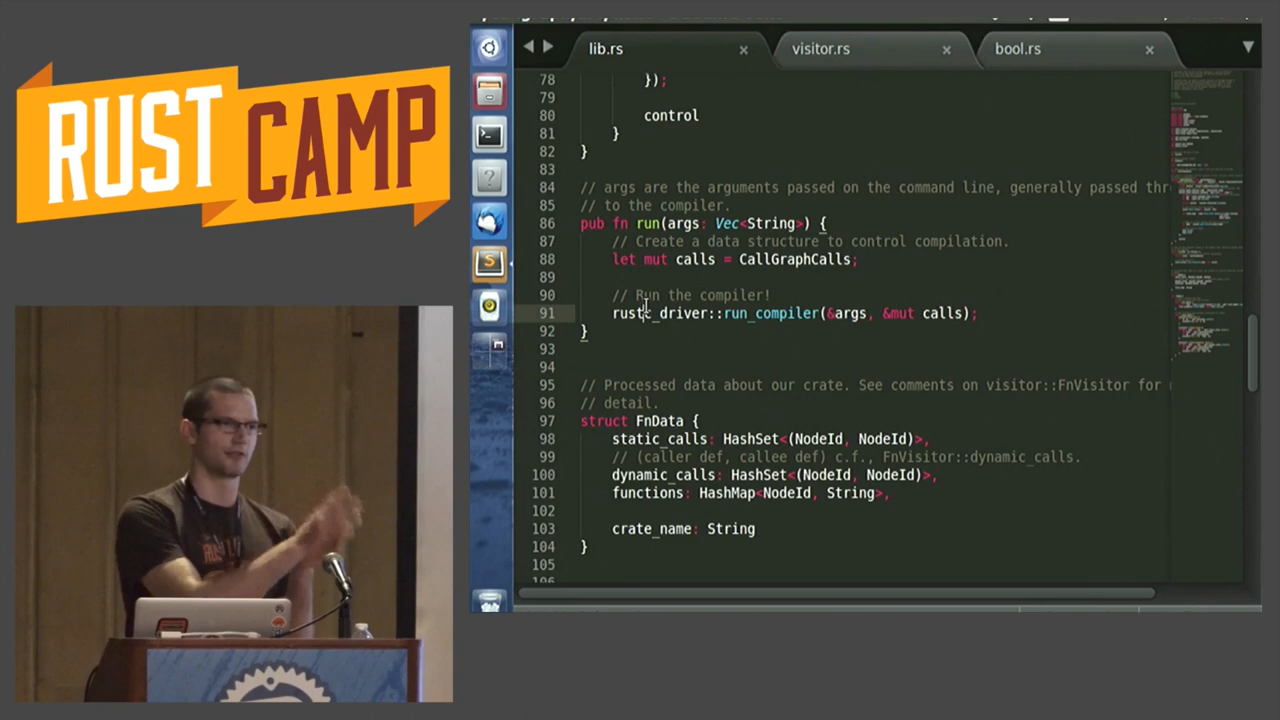 RUST CAMP
lib.rs
visitor.rs
bool.rs
78 });
79
80 control
81 }
82 }
83
84 // args are the arguments passed on the command line, generally passed
85 // to the compiler.
86 pub fn run(args: Vec<String>) {
87 // Create a data structure to control compilation.
88 let mut calls = CallGraphCalls;
89
90 // Run the compiler!
91 rustc_driver::run_compiler(&args, &mut calls);
92 }
93
94
95 // Processed data about our crate. See comments on visitor::FnVisitor for
96 // detail.
97 struct FnData {
98 static_calls: HashSet<(NodeId, NodeId)>,
99 // (caller def, callee def) c.f., FnVisitor::dynamic_calls.
100 dynamic_calls: HashSet<(NodeId, NodeId)>,
101 functions: HashMap<NodeId, String>,
102
103 crate_name: String
104 }
105